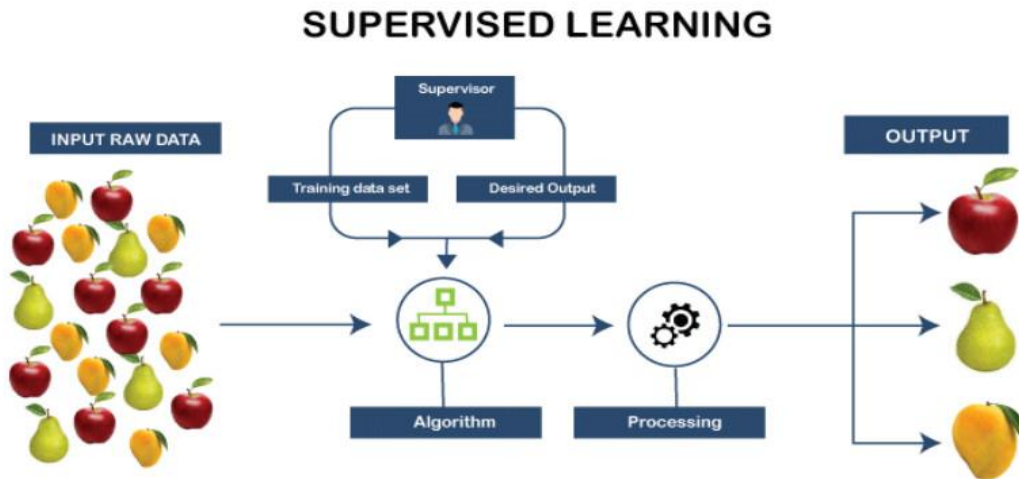 SUPERVISED LEARNING
Supervisor
INPUT RAW DATA
OUTPUT
Training data set
Desired Output
Algorithm
Processing